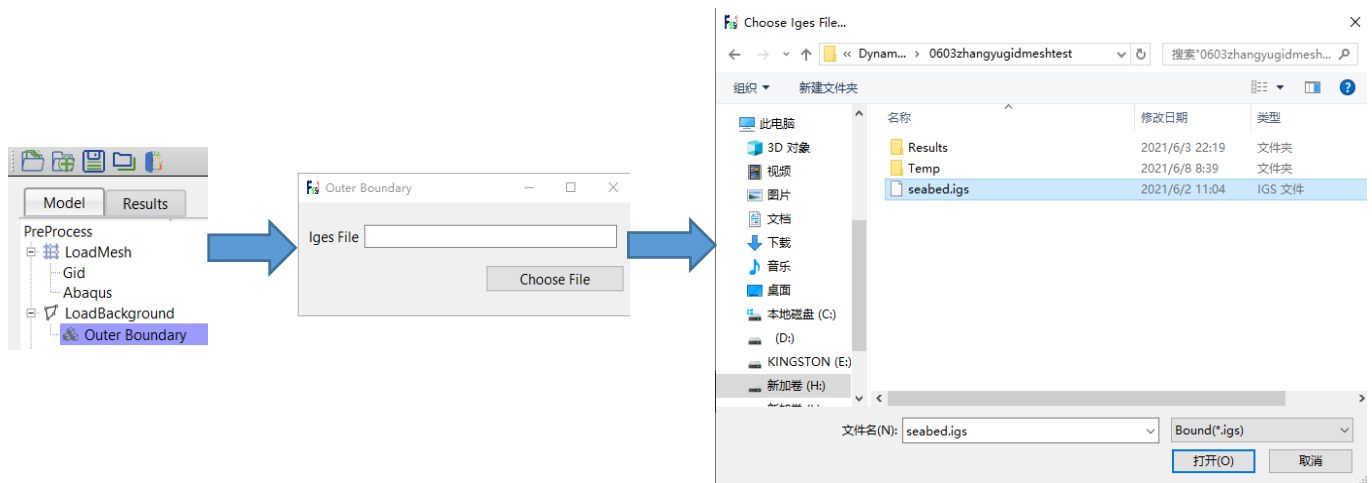 Model Results
PreProcess
LoadMesh
Gid
Abaqus
LoadBackground
Outer Boundary
Outer Boundary
Iges File
Choose File
Choose Iges File...
« Dynam... › 0603zhangyugidmeshtest
搜索"0603zhangyugidmesh...
组织 新建文件夹
名称 修改日期 类型
此电脑
3D 对象
视频
图片
文档
下载
音乐
桌面
本地磁盘 (C:)
(D:)
KINGSTON (E:)
新加卷 (H:)
Results 2021/6/3 22:19 文件夹
Temp 2021/6/8 8:39 文件夹
seabed.igs 2021/6/2 11:04 IGS 文件
文件名(N): seabed.igs Bound(*.igs)
打开(O) 取消